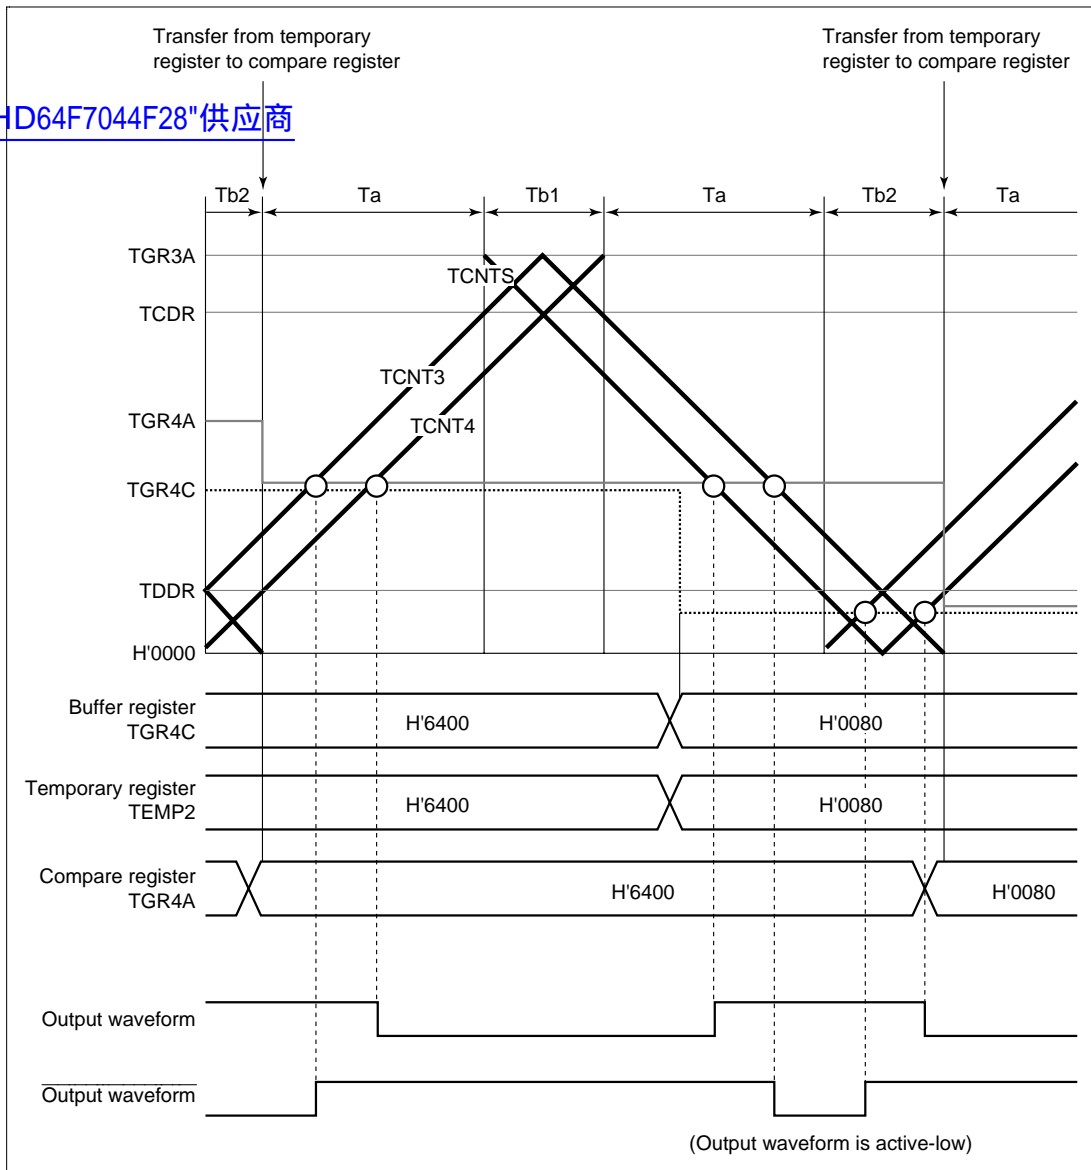 Transfer from temporary
register to compare register
Transfer from temporary
register to compare register
HD64F7044F28"供应商
Tb2
Ta
Tb1
Ta
Tb2
Ta
TGR3A
TCNTS
TCDR
TCNT3
TGR4A
TCNT4
TGR4C
TDDR
H'0000
Buffer register
TGR4C
H'6400
H'0080
Temporary register
TEMP2
H'6400
H'0080
Compare register
TGR4A
H'6400
H'0080
Output waveform
Output waveform
(Output waveform is active-low)